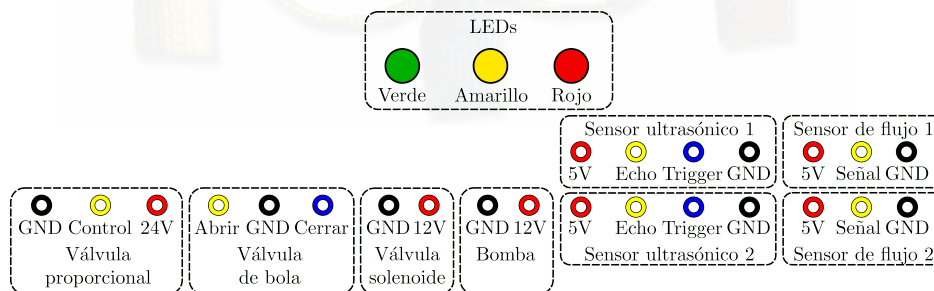 LEDs
Verde Amarillo Rojo
Sensor ultrasónico 1
5V Echo Trigger GND
Sensor de flujo 1
5V Señal GND
GND Control 24V
Válvula
proporcional
Abrir GND Cerrar
Válvula
de bola
GND 12V
Válvula
solenoide
GND 12V
Bomba
5V Echo Trigger GND
Sensor ultrasónico 2
5V Señal GND
Sensor de flujo 2